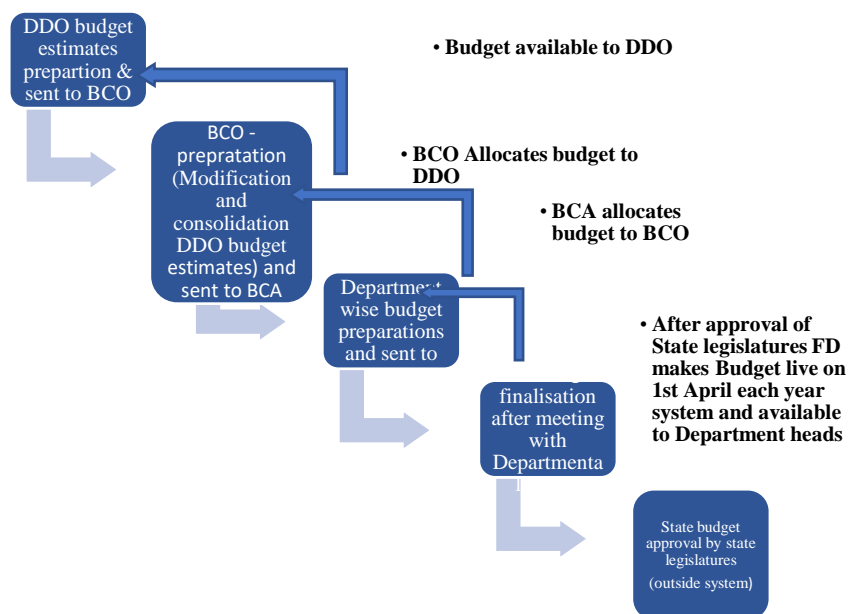 DDO budget
estimates
prepartion &
sent to BCO
• Budget available to DDO
BCO -
prepratation
(Modification
and
consolidation
DDO budget
estimates) and
sent to BCA
• BCO Allocates budget to
DDO
• BCA allocates
budget to BCO
Department
wise budget
preparations
and sent to
• After approval of
State legislatures FD
makes Budget live on
1st April each year
system and available
to Department heads
finalisation
after meeting
with
Departmenta
State budget
approval by state
legislatures
(outside system)